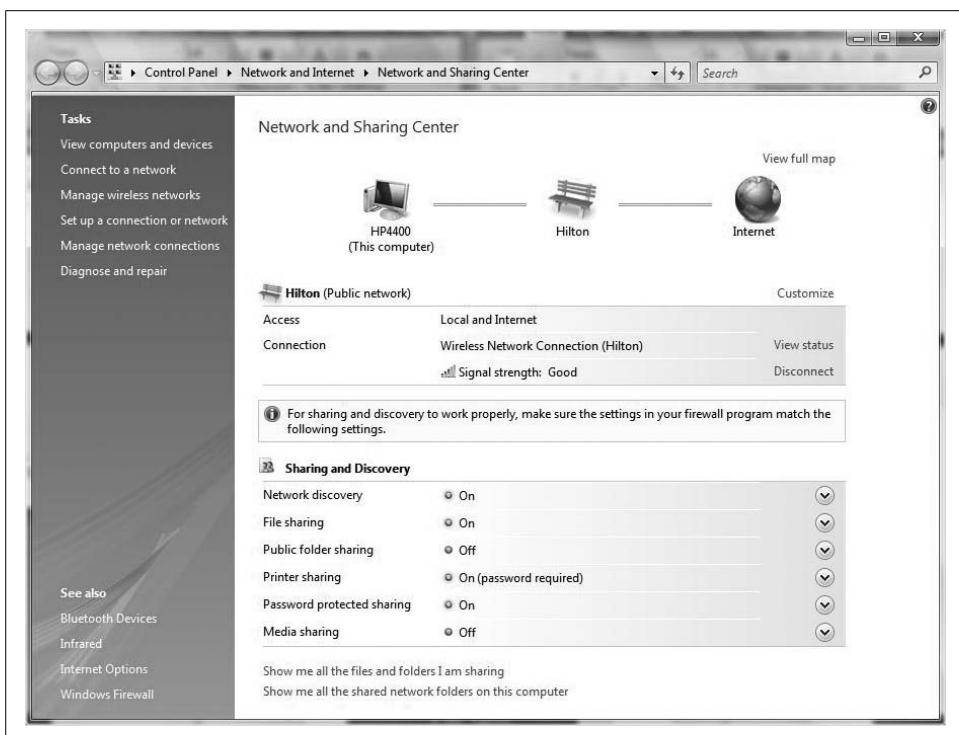 Control Panel ▸ Network and Internet ▸ Network and Sharing Center
Search
Tasks
View computers and devices
Connect to a network
Manage wireless networks
Set up a connection or network
Manage network connections
Diagnose and repair
See also
Bluetooth Devices
Infrared
Internet Options
Windows Firewall
Network and Sharing Center
View full map
HP4400
(This computer)
Hilton
Internet
Hilton (Public network) Customize
Access Local and Internet
Connection Wireless Network Connection (Hilton) View status
Signal strength: Good Disconnect
For sharing and discovery to work properly, make sure the settings in your firewall program match the
following settings.
Sharing and Discovery
Network discovery On
File sharing On
Public folder sharing Off
Printer sharing On (password required)
Password protected sharing On
Media sharing Off
Show me all the files and folders I am sharing
Show me all the shared network folders on this computer